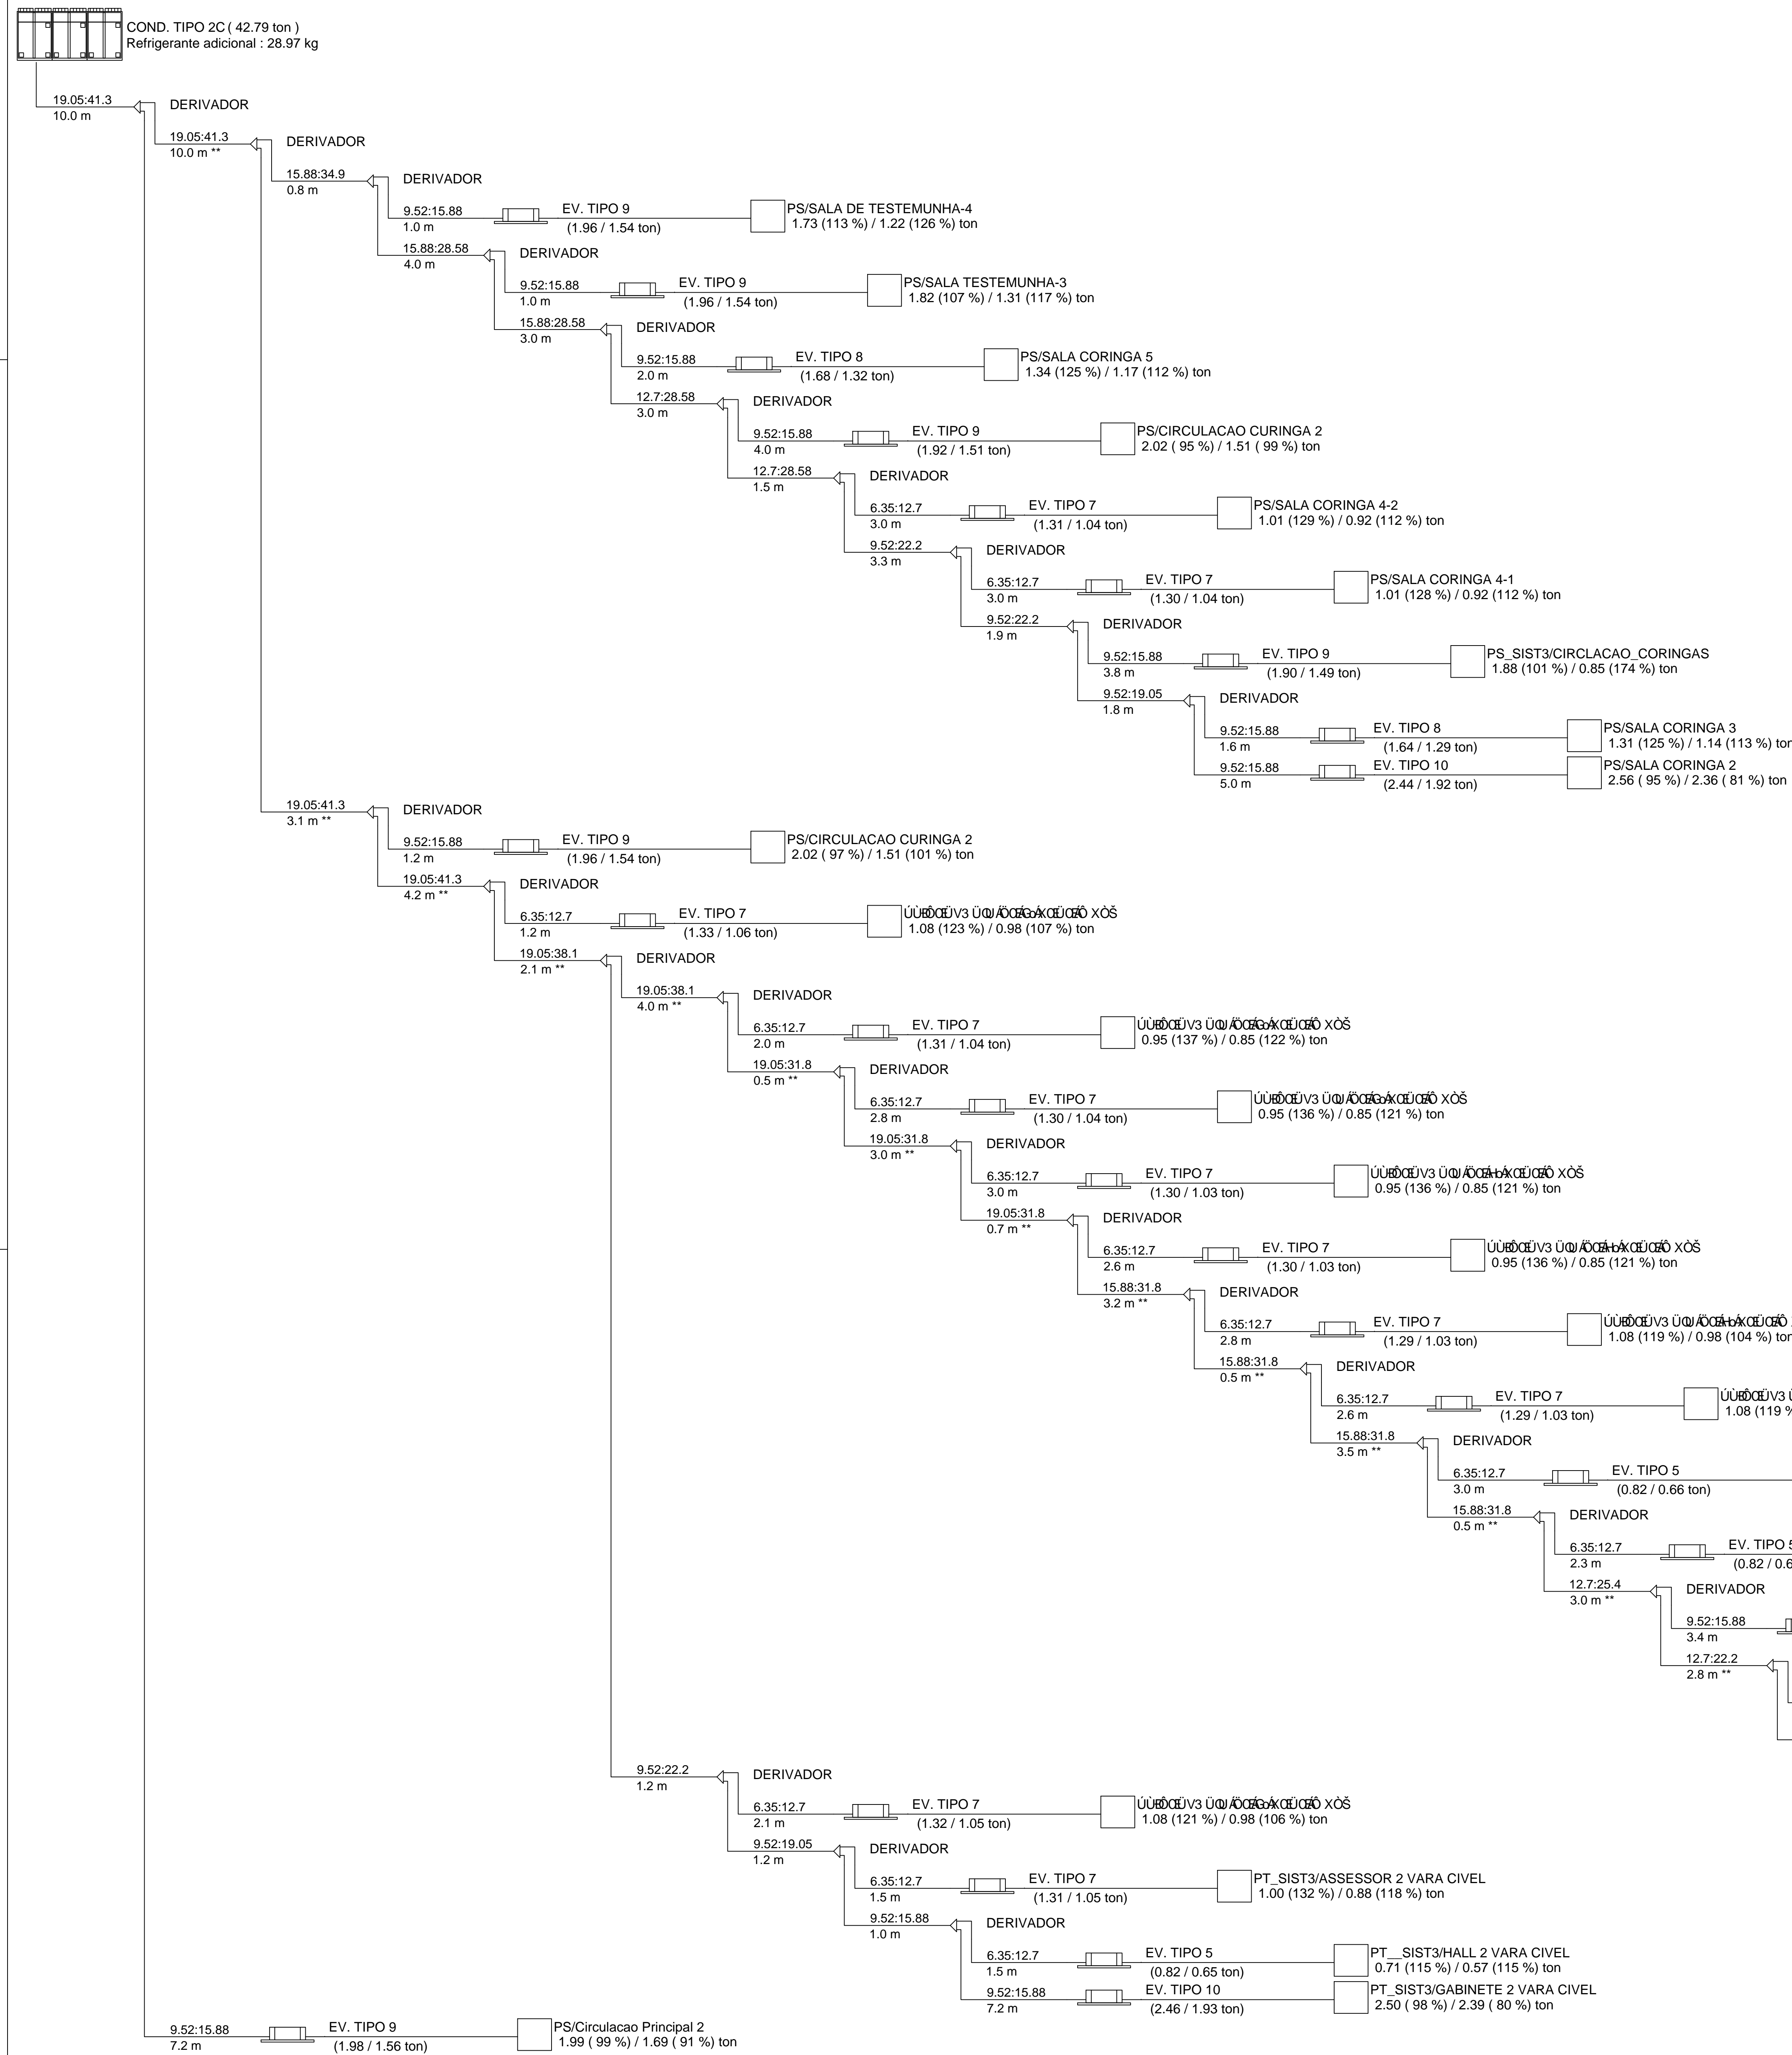 COND. TIPO 2C ( 42.79 ton )
Refrigerante adicional : 28.97 kg
19.05:41.3
10.0 m
DERIVADOR
19.05:41.3
10.0 m **
DERIVADOR
15.88:34.9
0.8 m
DERIVADOR
9.52:15.88
1.0 m
EV. TIPO 9
(1.96 / 1.54 ton)
PS/SALA DE TESTEMUNHA-4
1.73 (113 %) / 1.22 (126 %) ton
15.88:28.58
4.0 m
DERIVADOR
9.52:15.88
1.0 m
EV. TIPO 9
(1.96 / 1.54 ton)
PS/SALA TESTEMUNHA-3
1.82 (107 %) / 1.31 (117 %) ton
15.88:28.58
3.0 m
DERIVADOR
9.52:15.88
2.0 m
EV. TIPO 8
(1.68 / 1.32 ton)
PS/SALA CORINGA 5
1.34 (125 %) / 1.17 (112 %) ton
12.7:28.58
3.0 m
DERIVADOR
9.52:15.88
4.0 m
EV. TIPO 9
(1.92 / 1.51 ton)
PS/CIRCULACAO CURINGA 2
2.02 ( 95 %) / 1.51 ( 99 %) ton
12.7:28.58
1.5 m
DERIVADOR
6.35:12.7
3.0 m
EV. TIPO 7
(1.31 / 1.04 ton)
PS/SALA CORINGA 4-2
1.01 (129 %) / 0.92 (112 %) ton
9.52:22.2
3.3 m
DERIVADOR
6.35:12.7
3.0 m
EV. TIPO 7
(1.30 / 1.04 ton)
PS/SALA CORINGA 4-1
1.01 (128 %) / 0.92 (112 %) ton
9.52:22.2
1.9 m
DERIVADOR
9.52:15.88
3.8 m
EV. TIPO 9
(1.90 / 1.49 ton)
PS_SIST3/CIRCLACAO_CORINGAS
1.88 (101 %) / 0.85 (174 %) ton
9.52:19.05
1.8 m
DERIVADOR
9.52:15.88
1.6 m
EV. TIPO 8
(1.64 / 1.29 ton)
PS/SALA CORINGA 3
1.31 (125 %) / 1.14 (113 %) ton
9.52:15.88
5.0 m
EV. TIPO 10
(2.44 / 1.92 ton)
PS/SALA CORINGA 2
2.56 ( 95 %) / 2.36 ( 81 %) ton
19.05:41.3
3.1 m **
DERIVADOR
9.52:15.88
1.2 m
EV. TIPO 9
(1.96 / 1.54 ton)
PS/CIRCULACAO CURINGA 2
2.02 ( 97 %) / 1.51 (101 %) ton
19.05:41.3
4.2 m **
DERIVADOR
6.35:12.7
1.2 m
EV. TIPO 7
(1.33 / 1.06 ton)
1.08 (123 %) / 0.98 (107 %) ton
19.05:38.1
2.1 m **
DERIVADOR
19.05:38.1
4.0 m **
DERIVADOR
6.35:12.7
2.0 m
EV. TIPO 7
(1.31 / 1.04 ton)
0.95 (137 %) / 0.85 (122 %) ton
19.05:31.8
0.5 m **
DERIVADOR
6.35:12.7
2.8 m
EV. TIPO 7
(1.30 / 1.04 ton)
0.95 (136 %) / 0.85 (121 %) ton
19.05:31.8
3.0 m **
DERIVADOR
6.35:12.7
3.0 m
EV. TIPO 7
(1.30 / 1.03 ton)
0.95 (136 %) / 0.85 (121 %) ton
19.05:31.8
0.7 m **
DERIVADOR
6.35:12.7
2.6 m
EV. TIPO 7
(1.30 / 1.03 ton)
0.95 (136 %) / 0.85 (121 %) ton
15.88:31.8
3.2 m **
DERIVADOR
6.35:12.7
2.8 m
EV. TIPO 7
(1.29 / 1.03 ton)
1.08 (119 %) / 0.98 (104 %) ton
15.88:31.8
0.5 m **
DERIVADOR
6.35:12.7
2.6 m
EV. TIPO 7
(1.29 / 1.03 ton)
1.08 (119 %
15.88:31.8
3.5 m **
DERIVADOR
6.35:12.7
3.0 m
EV. TIPO 5
(0.82 / 0.66 ton)
15.88:31.8
0.5 m **
DERIVADOR
6.35:12.7
2.3 m
EV. TIPO 5
(0.82 / 0.6
12.7:25.4
3.0 m **
DERIVADOR
9.52:15.88
3.4 m
12.7:22.2
2.8 m **
9.52:22.2
1.2 m
DERIVADOR
6.35:12.7
2.1 m
EV. TIPO 7
(1.32 / 1.05 ton)
1.08 (121 %) / 0.98 (106 %) ton
9.52:19.05
1.2 m
DERIVADOR
6.35:12.7
1.5 m
EV. TIPO 7
(1.31 / 1.05 ton)
PT_SIST3/ASSESSOR 2 VARA CIVEL
1.00 (132 %) / 0.88 (118 %) ton
9.52:15.88
1.0 m
DERIVADOR
6.35:12.7
1.5 m
EV. TIPO 5
(0.82 / 0.65 ton)
PT__SIST3/HALL 2 VARA CIVEL
0.71 (115 %) / 0.57 (115 %) ton
9.52:15.88
7.2 m
EV. TIPO 10
(2.46 / 1.93 ton)
PT_SIST3/GABINETE 2 VARA CIVEL
2.50 ( 98 %) / 2.39 ( 80 %) ton
9.52:15.88
7.2 m
EV. TIPO 9
(1.98 / 1.56 ton)
PS/Circulacao Principal 2
1.99 ( 99 %) / 1.69 ( 91 %) ton